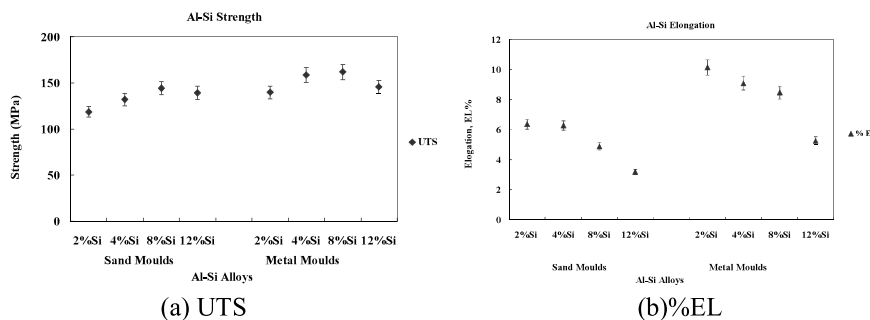 Al-Si Strength
200
150
100
50
0
Strength (MPa)
UTS
2%Si 4%Si 8%Si 12%Si 2%Si 4%Si 8%Si 12%Si
Sand Moulds Metal Moulds
Al-Si Alloys
(a) UTS
Al-Si Elongation
12
10
8
6
4
2
0
Elogation, EL%
% E
2%Si 4%Si 8%Si 12%Si 2%Si 4%Si 8%Si 12%Si
Sand Moulds Metal Moulds
Al-Si Alloys
(b)%EL